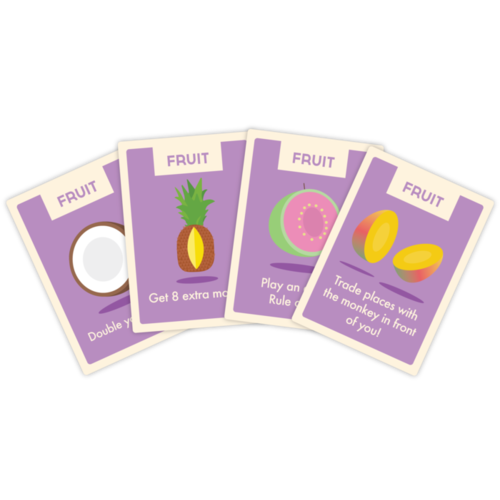 FRUIT
Double
FRUIT
Get 8 extra
FRUIT
Play an
Rule
FRUIT
Trade places with
the monkey in front
of you!